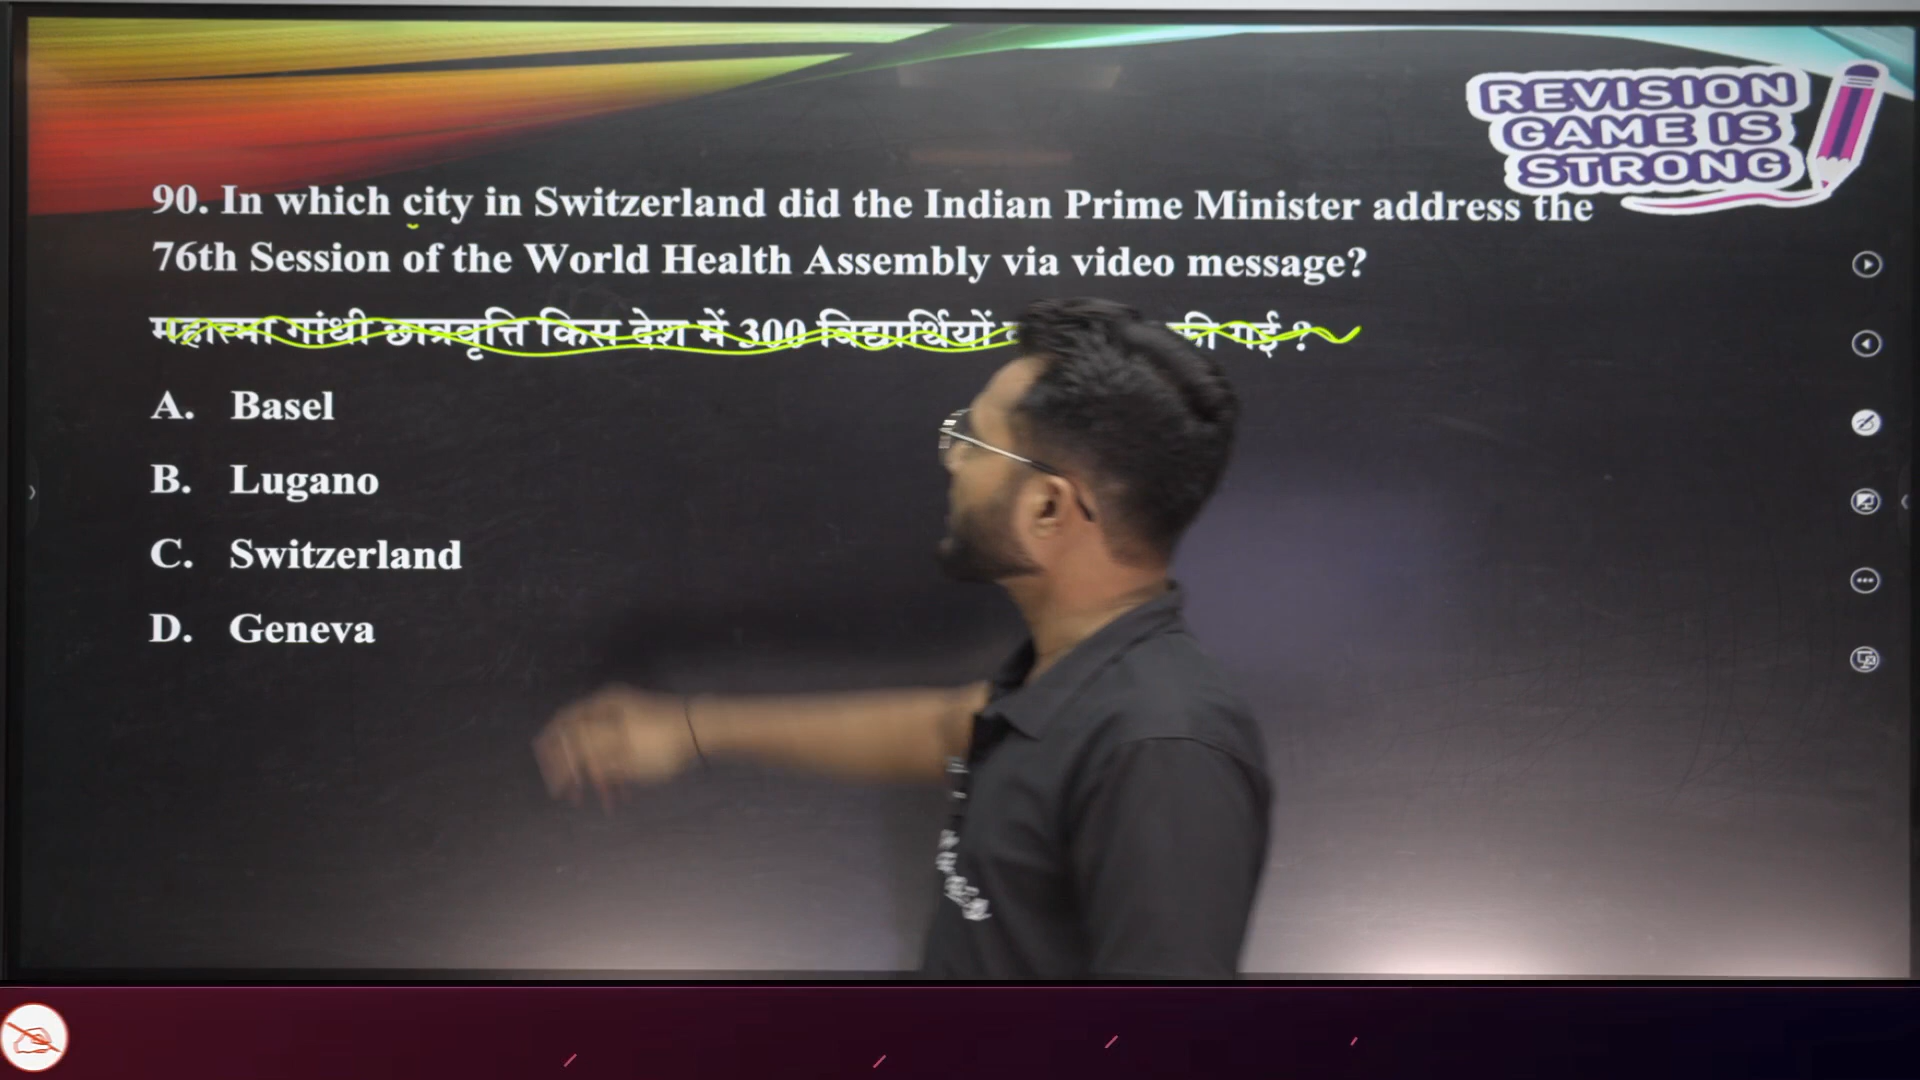 REVISION
GAME IS
STRONG
90. In which city in Switzerland did the Indian Prime Minister address the
76th Session of the World Health Assembly via video message?
महात्मा गांधी छात्रवृत्ति किस देश में 300 विद्यार्थियों की गई ?
A. Basel
B. Lugano
C. Switzerland
D. Geneva